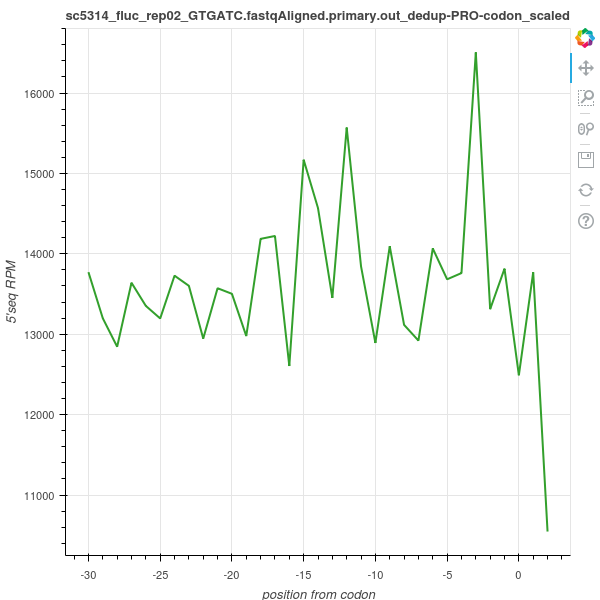 sc5314_fluc_rep02_GTGATC.fastqAligned.primary.out_dedup-PRO-codon_scaled
16000
15000
14000
13000
12000
11000
5'seq RPM
-30 -25 -20 -15 -10 -5 0
position from codon